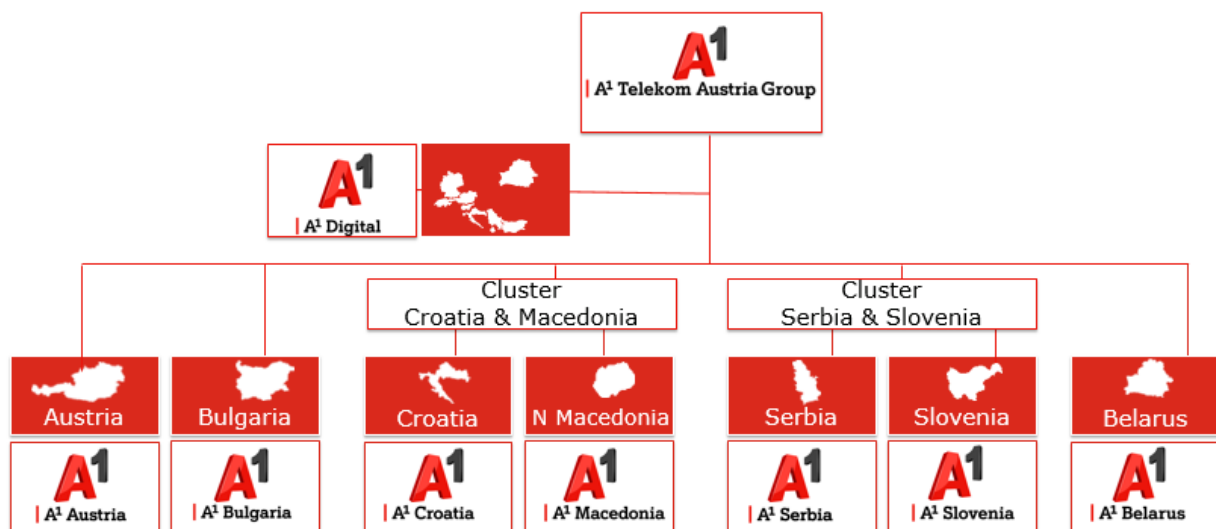 A1
A¹ Telekom Austria Group
A1
A¹ Digital
Cluster
Croatia & Macedonia
Cluster
Serbia & Slovenia
Austria
Bulgaria
Croatia
N Macedonia
Serbia
Slovenia
Belarus
A1
A¹ Austria
A1
A¹ Bulgaria
A1
A¹ Croatia
A1
A¹ Macedonia
A1
A¹ Serbia
A1
A¹ Slovenia
A1
A¹ Belarus